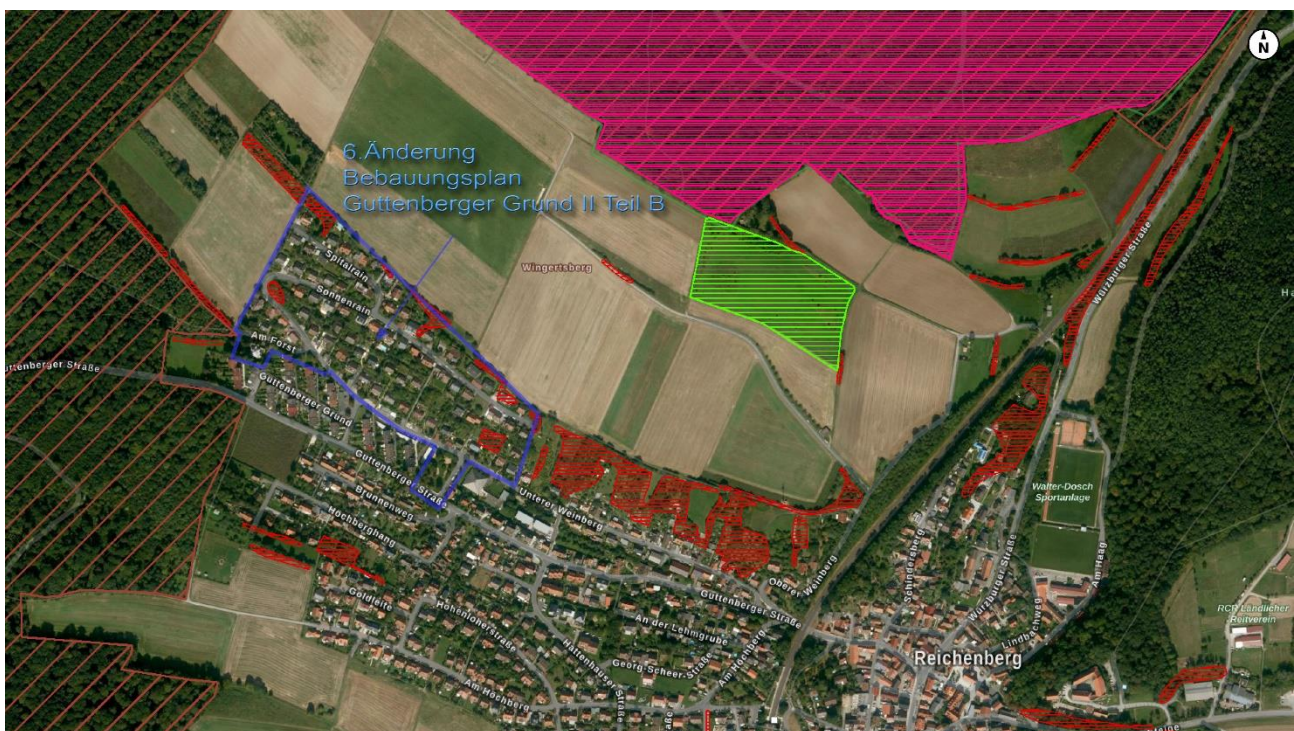 N
6.Änderung
Bebauungsplan
Guttenberger Grund II Teil B
Spitalrain
Wingertsberg
Sonnenrain
Würzburger Straße
Am Forst
Guttenberger Straße
Guttenberger Grund
Guttenberger Straße
Brunnenweg
Hochberghang
Unterer Weinberg
Walter-Dosch
Sportanlage
Am Haag
Würzburger Straße
Oberer Weinberg
Goldleite
Guttenberger Straße
Lindbachweg
RCR Ländlicher
Reitverein
Hohenloherstraße
An der Lehmgrube
Am Hochberg
Georg-Scheer-Straße
Reichenberg
Hattenhauser Straße
Am Hochberg